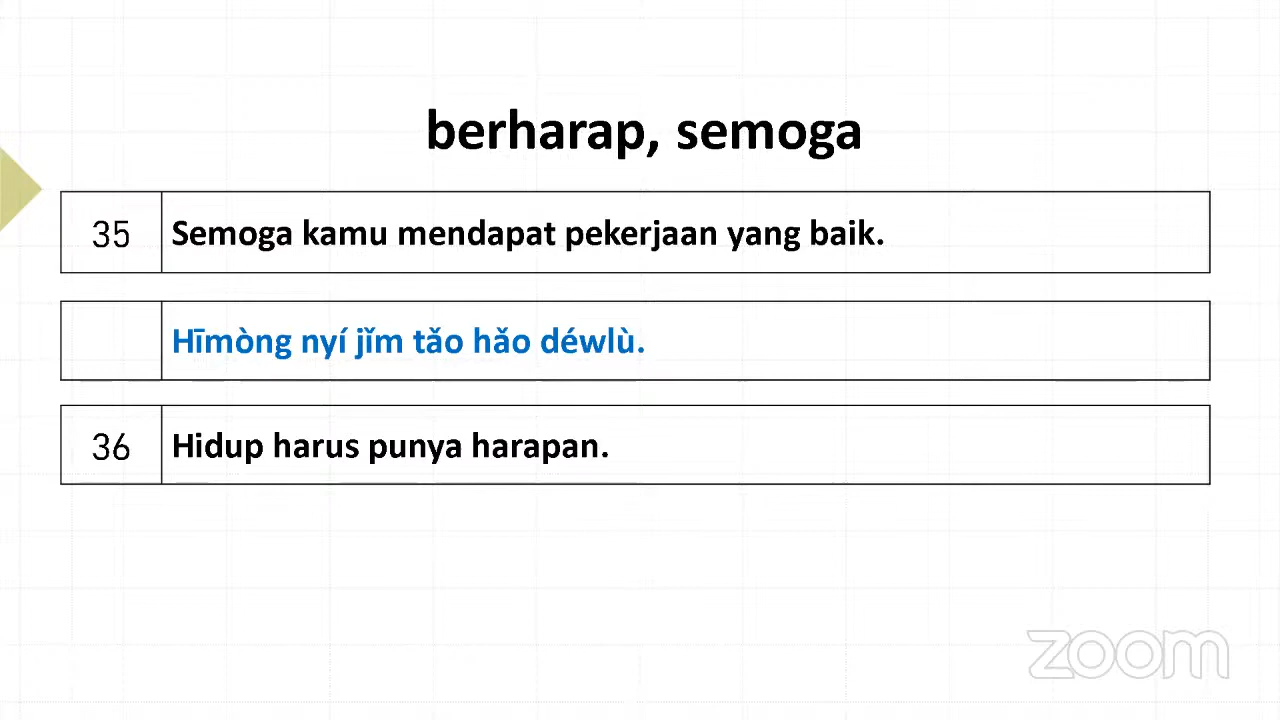 berharap, semoga
35 Semoga kamu mendapat pekerjaan yang baik.
Hīmòng nyí jǐm tǎo hǎo déwlù.
36 Hidup harus punya harapan.
zoom